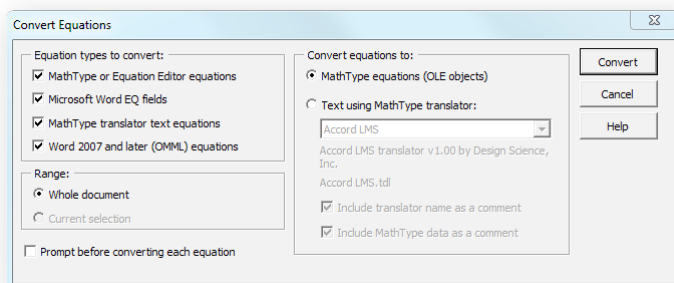 Convert Equations
Equation types to convert:
MathType or Equation Editor equations
Microsoft Word EQ fields
MathType translator text equations
Word 2007 and later (OMML) equations
Range:
Whole document
Current selection
Prompt before converting each equation
Convert equations to:
MathType equations (OLE objects)
Text using MathType translator:
Accord LMS
Accord LMS translator v1.00 by Design Science,
Inc.
Accord LMS.tdl
Include translator name as a comment
Include MathType data as a comment
Convert
Cancel
Help